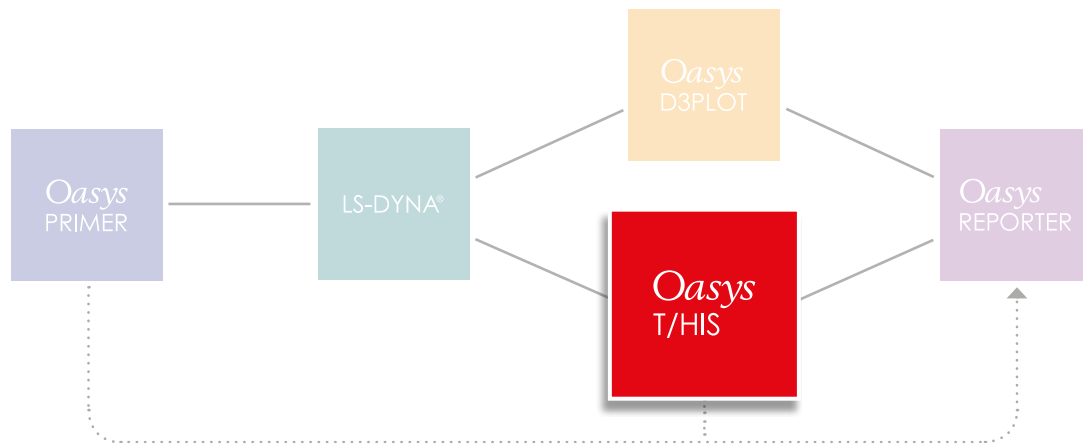 Oasys
PRIMER
LS-DYNA®
Oasys
D3PLOT
Oasys
T/HIS
Oasys
REPORTER